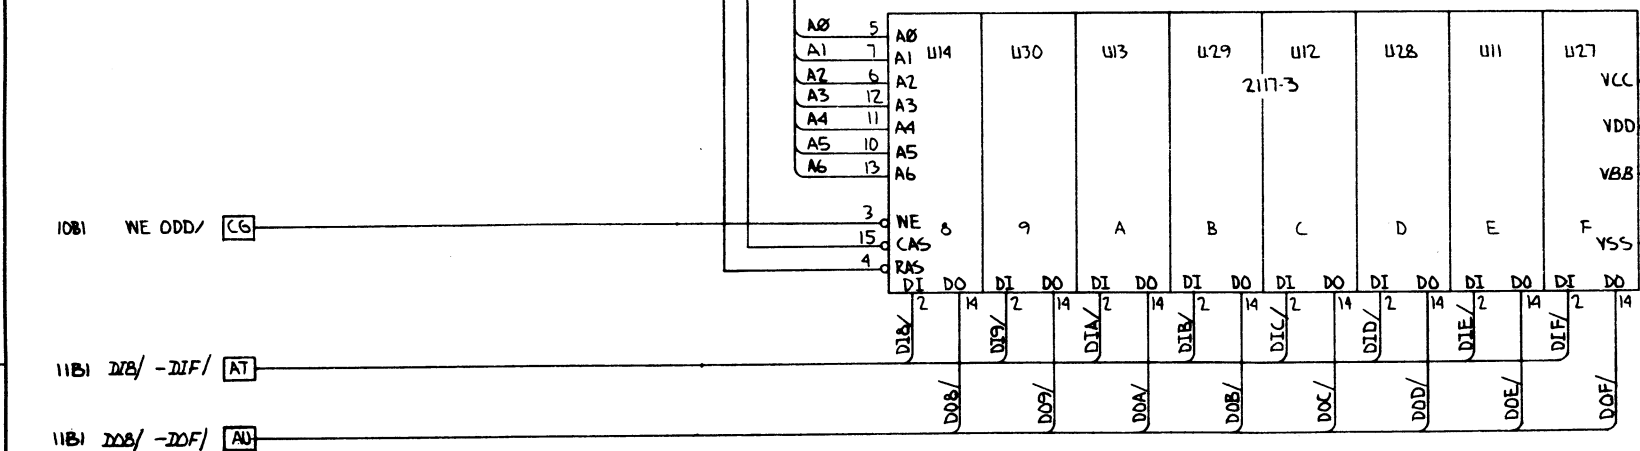 AØ 5 AØ U14 U30 U13 U29 U12 U28 U11 U27
A1 7 A1
2117-3 VCC
A2 6 A2
A3 12 A3
A4 11 A4 VDD
A5 10 A5
A6 13 A6 VBB
10B1 WE ODD/ CG 3 WE 8 9 A B C D E F
15 CAS VSS
4 RAS
DI DO DI DO DI DO DI DO DI DO DI DO DI DO DI DO
2 14 2 14 2 14 2 14 2 14 2 14 2 14 2 14
DI8/ DI9/ DIA/ DIB/ DIC/ DID/ DIE/ DIF/
11B1 DI8/ -DIF/ AT
DO8/ DO9/ DOA/ DOB/ DOC/ DOD/ DOE/ DOF/
11B1 DO8/ -DOF/ AU